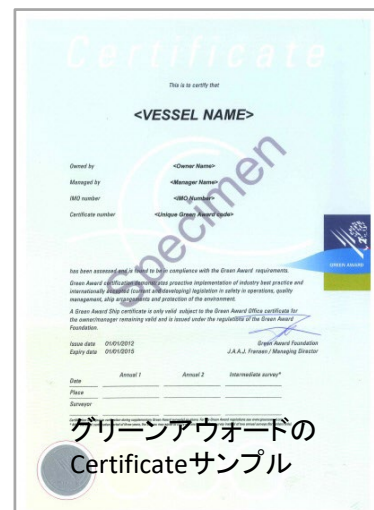 Certificate
This is to certify that
<VESSEL NAME>
Owned by <Owner Name>
Managed by <Manager Name>
IMO number <IMO Number>
Certificate number <Unique Green Award code>
Specimen
GREEN AWARD
has been assessed and is found to be in compliance with the Green Award requirements.
Green Award certification demonstrates proactive implementation of industry best practice and
internationally accepted (current and developing) legislation in safety in operations, quality
management, ship arrangements and protection of the environment.
A Green Award Ship certificate is only valid subject to the Green Award Office certificate for
the owner/manager remaining valid and is issued under the regulations of the Green Award
Foundation.
Issue date 01/01/2012 Green Award Foundation
Expiry date 01/01/2015 J.A.A.J. Fransen / Managing Director
Annual 1 Annual 2 Intermediate survey*
Date
Place
Surveyor
グリーンアウォードの
Certificateサンプル